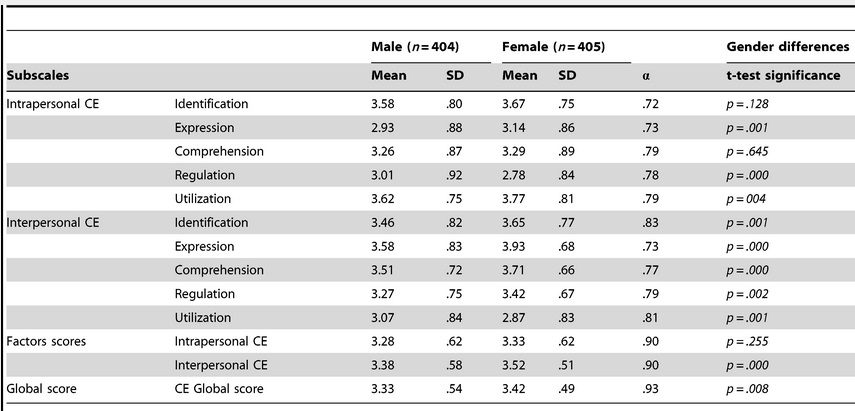 Male (n = 404) Female (n = 405) Gender differences
Subscales Mean SD Mean SD α t-test significance
Intrapersonal CE Identification 3.58 .80 3.67 .75 .72 p = .128
Expression 2.93 .88 3.14 .86 .73 p = .001
Comprehension 3.26 .87 3.29 .89 .79 p = .645
Regulation 3.01 .92 2.78 .84 .78 p = .000
Utilization 3.62 .75 3.77 .81 .79 p = 004
Interpersonal CE Identification 3.46 .82 3.65 .77 .83 p = .001
Expression 3.58 .83 3.93 .68 .73 p = .000
Comprehension 3.51 .72 3.71 .66 .77 p = .000
Regulation 3.27 .75 3.42 .67 .79 p = .002
Utilization 3.07 .84 2.87 .83 .81 p = .001
Factors scores Intrapersonal CE 3.28 .62 3.33 .62 .90 p = .255
Interpersonal CE 3.38 .58 3.52 .51 .90 p = .000
Global score CE Global score 3.33 .54 3.42 .49 .93 p = .008